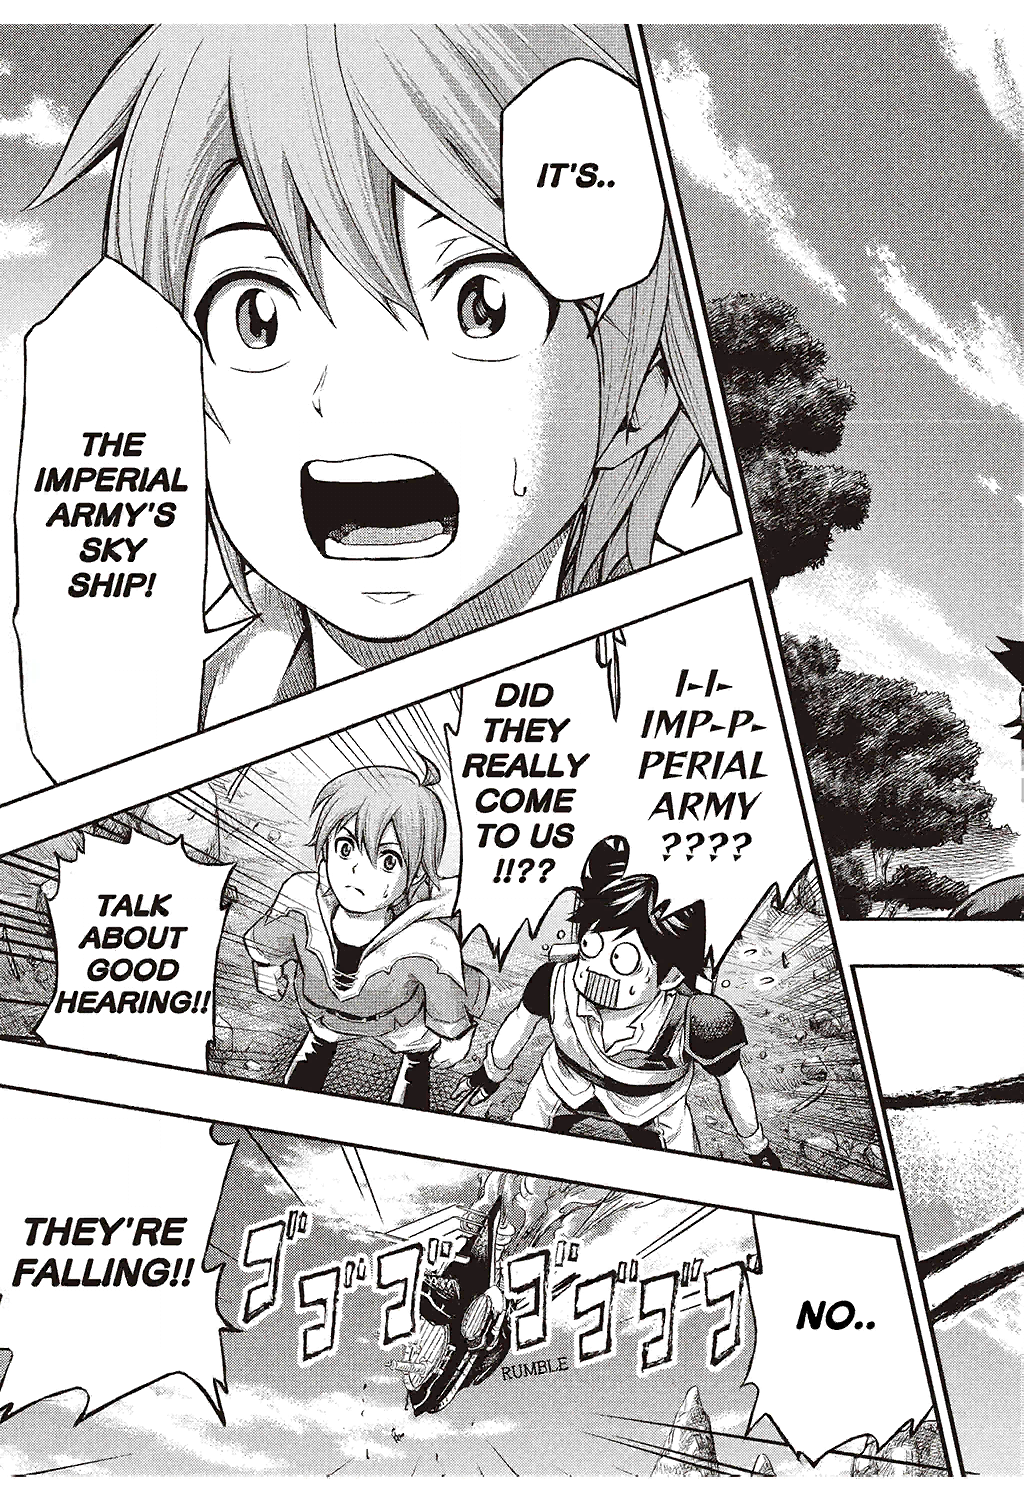 IT'S..
THE
IMPERIAL
ARMY'S
SKY
SHIP!
I-I-
IMP-P-
PERIAL
ARMY
????
DID
THEY
REALLY
COME
TO US
!!??
TALK
ABOUT
GOOD
HEARING!!
NO..
ゴゴゴゴゴゴゴ
RUMBLE
THEY'RE
FALLING!!